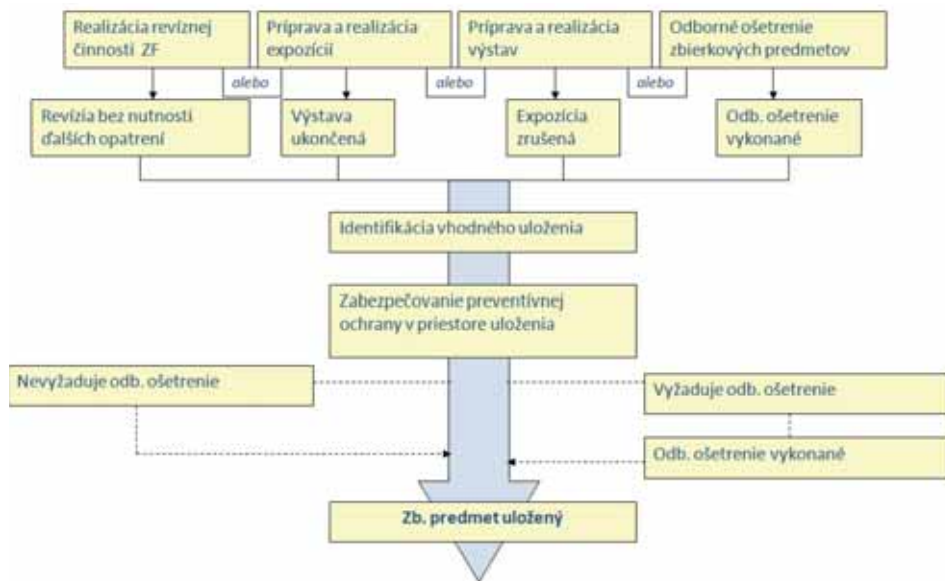 Realizácia revíznej
činnosti ZF
Príprava a realizácia
expozícií
Príprava a realizácia
výstav
Odborné ošetrenie
zbierkových predmetov
alebo
alebo
alebo
Revízia bez nutnosti
ďalších opatrení
Výstava
ukončená
Expozícia
zrušená
Odb. ošetrenie
vykonané
Identifikácia vhodného uloženia
Zabezpečovanie preventívnej
ochrany v priestore uloženia
Nevyžaduje odb. ošetrenie
Vyžaduje odb. ošetrenie
Odb. ošetrenie vykonané
Zb. predmet uložený